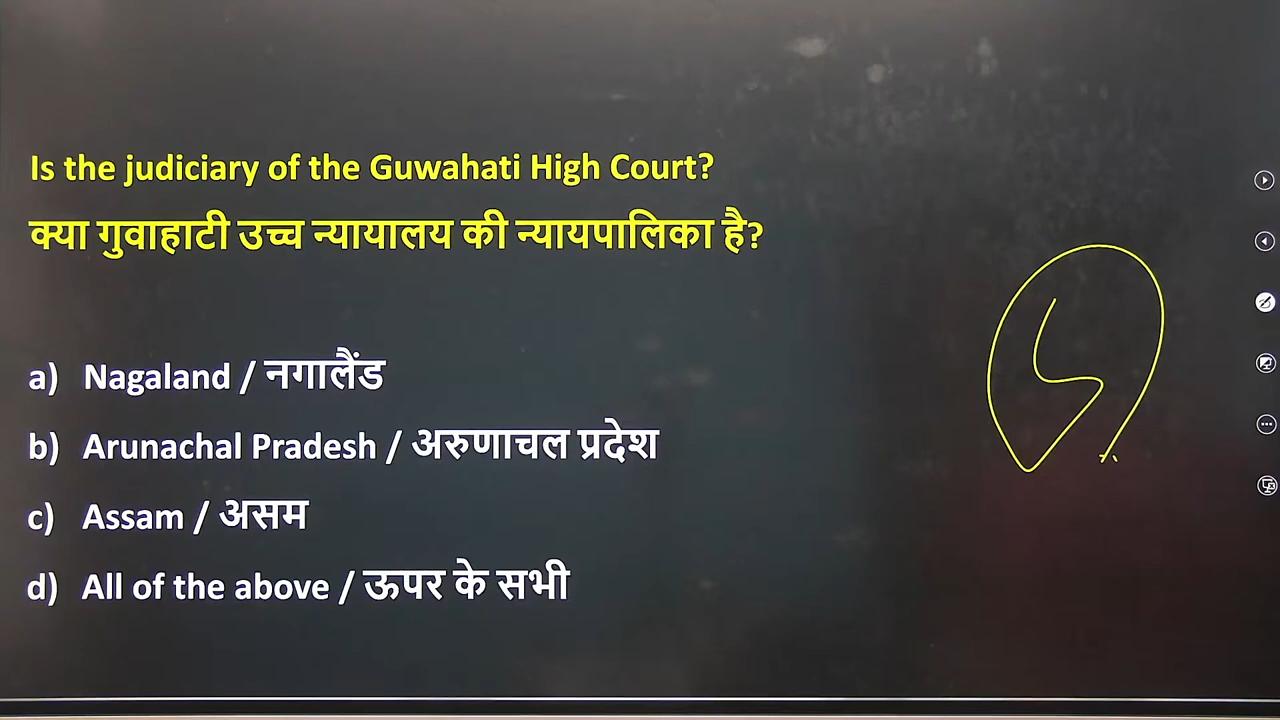 Is the judiciary of the Guwahati High Court?
क्या गुवाहाटी उच्च न्यायालय की न्यायपालिका है?
a) Nagaland / नगालैंड
b) Arunachal Pradesh / अरुणाचल प्रदेश
c) Assam / असम
d) All of the above / ऊपर के सभी